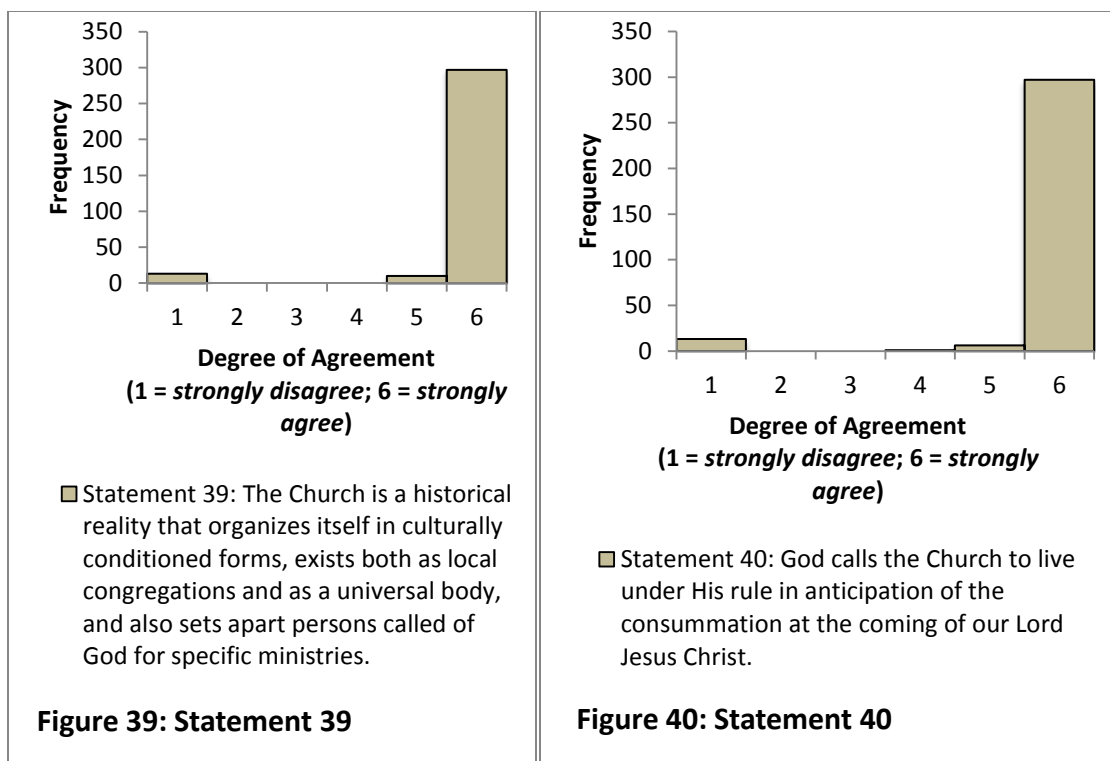 350
300
250
200
150
100
50
0
Frequency
1 2 3 4 5 6
Degree of Agreement
(1 = strongly disagree; 6 = strongly
agree)
Statement 39: The Church is a historical
reality that organizes itself in culturally
conditioned forms, exists both as local
congregations and as a universal body,
and also sets apart persons called of
God for specific ministries.
Figure 39: Statement 39
350
300
250
200
150
100
50
0
Frequency
1 2 3 4 5 6
Degree of Agreement
(1 = strongly disagree; 6 = strongly
agree)
Statement 40: God calls the Church to live
under His rule in anticipation of the
consummation at the coming of our Lord
Jesus Christ.
Figure 40: Statement 40